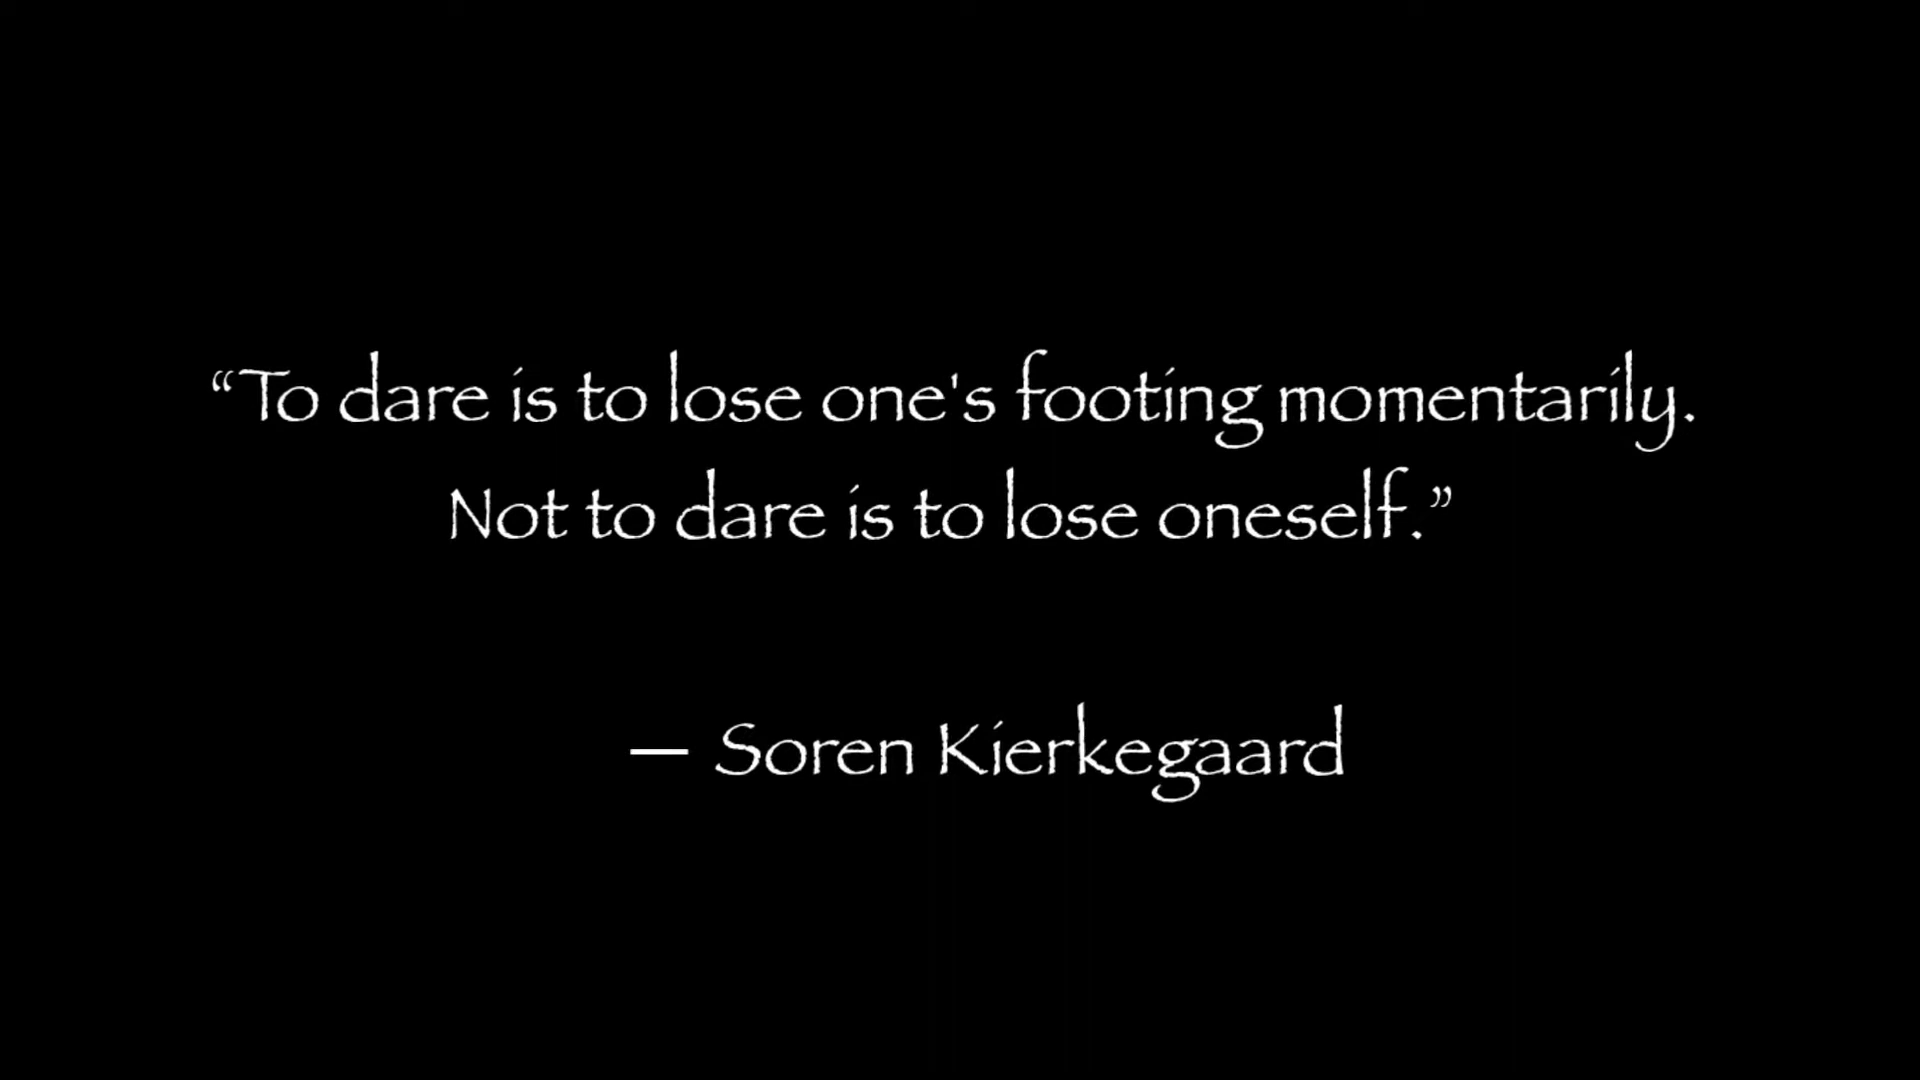 “To dare is to lose one's footing momentarily.
Not to dare is to lose oneself.”
— Soren Kierkegaard